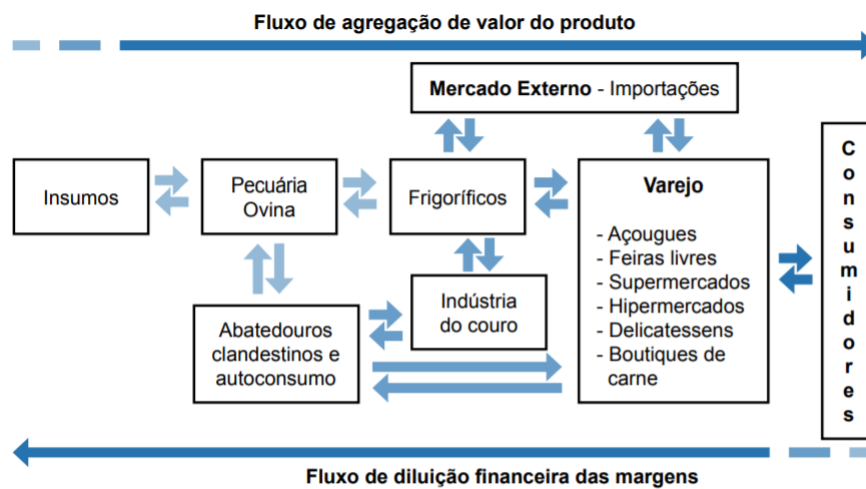 Fluxo de agregação de valor do produto
Mercado Externo - Importações
Insumos
Pecuária
Ovina
Frigoríficos
Varejo
- Açougues
- Feiras livres
- Supermercados
- Hipermercados
- Delicatessens
- Boutiques de
carne
Indústria
do couro
Abatedouros
clandestinos e
autoconsumo
C
o
n
s
u
m
i
d
o
r
e
s
Fluxo de diluição financeira das margens